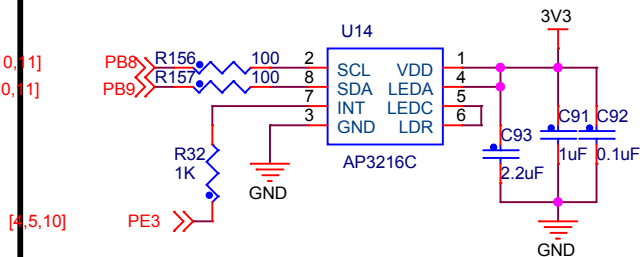 3V3
U14
0,11] PB8 R156 100 2 SCL VDD 1
0,11] PB9 R157 100 8 SDA LEDA 4
7 INT LEDC 5
3 GND LDR 6
C93 C91 C92
R32
1K
AP3216C
2.2uF 1uF 0.1uF
GND
[4,5,10] PE3
GND